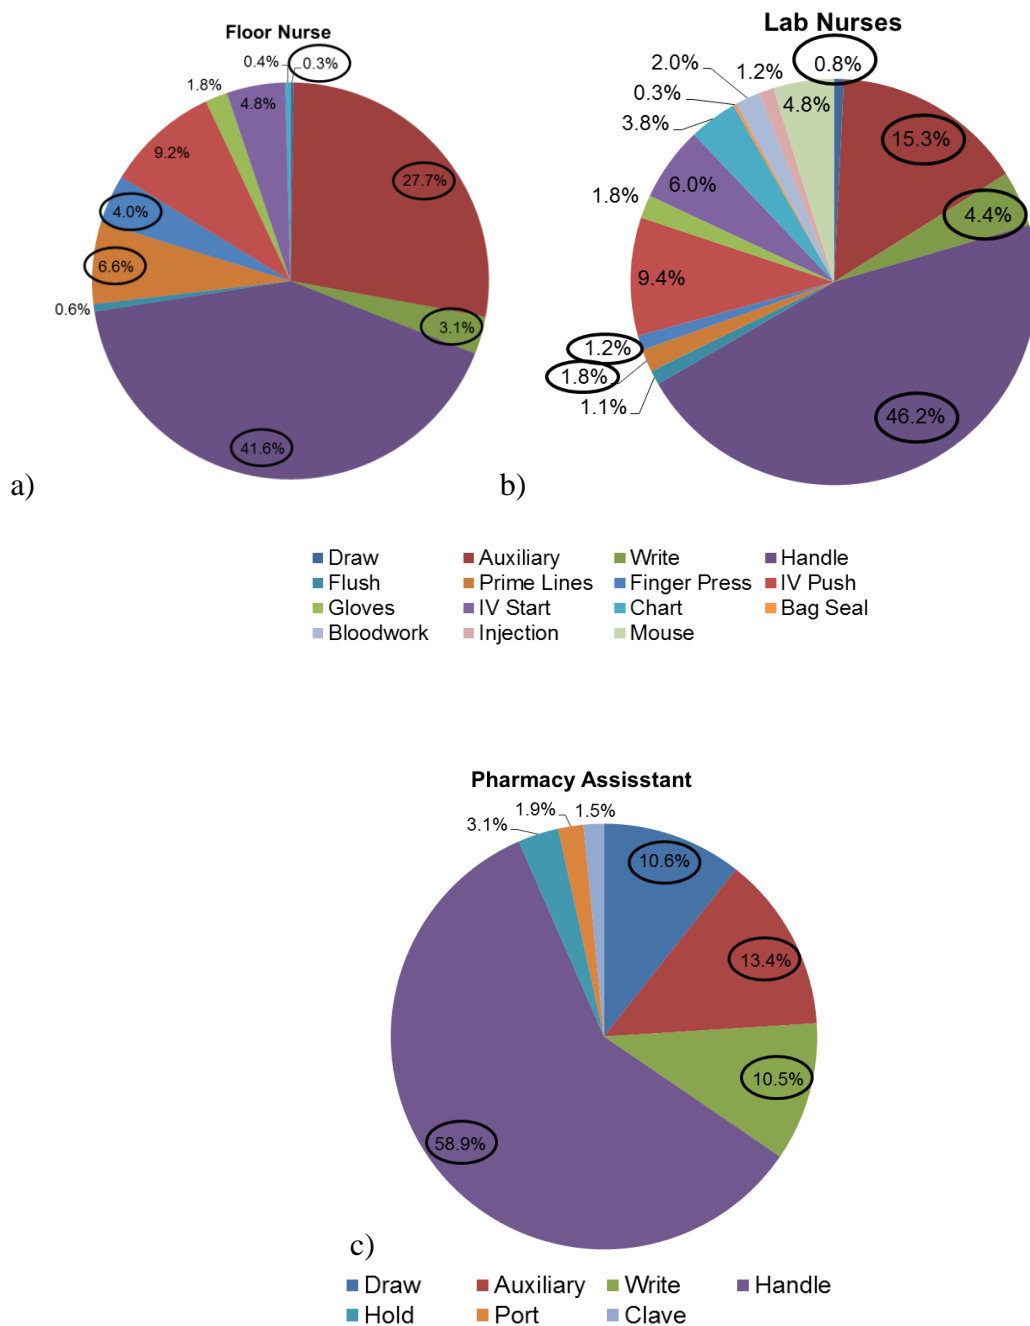 Floor Nurse
0.4%
0.3%
1.8%
4.8%
9.2%
27.7%
4.0%
6.6%
0.6%
3.1%
41.6%
a)
Lab Nurses
0.8%
2.0%
1.2%
0.3%
4.8%
3.8%
15.3%
6.0%
1.8%
4.4%
9.4%
1.2%
1.8%
1.1%
46.2%
b)
Draw Auxiliary Write Handle
Flush Prime Lines Finger Press IV Push
Gloves IV Start Chart Bag Seal
Bloodwork Injection Mouse
Pharmacy Assisstant
3.1%
1.9%
1.5%
10.6%
13.4%
10.5%
58.9%
c)
Draw Auxiliary Write Handle
Hold Port Clave